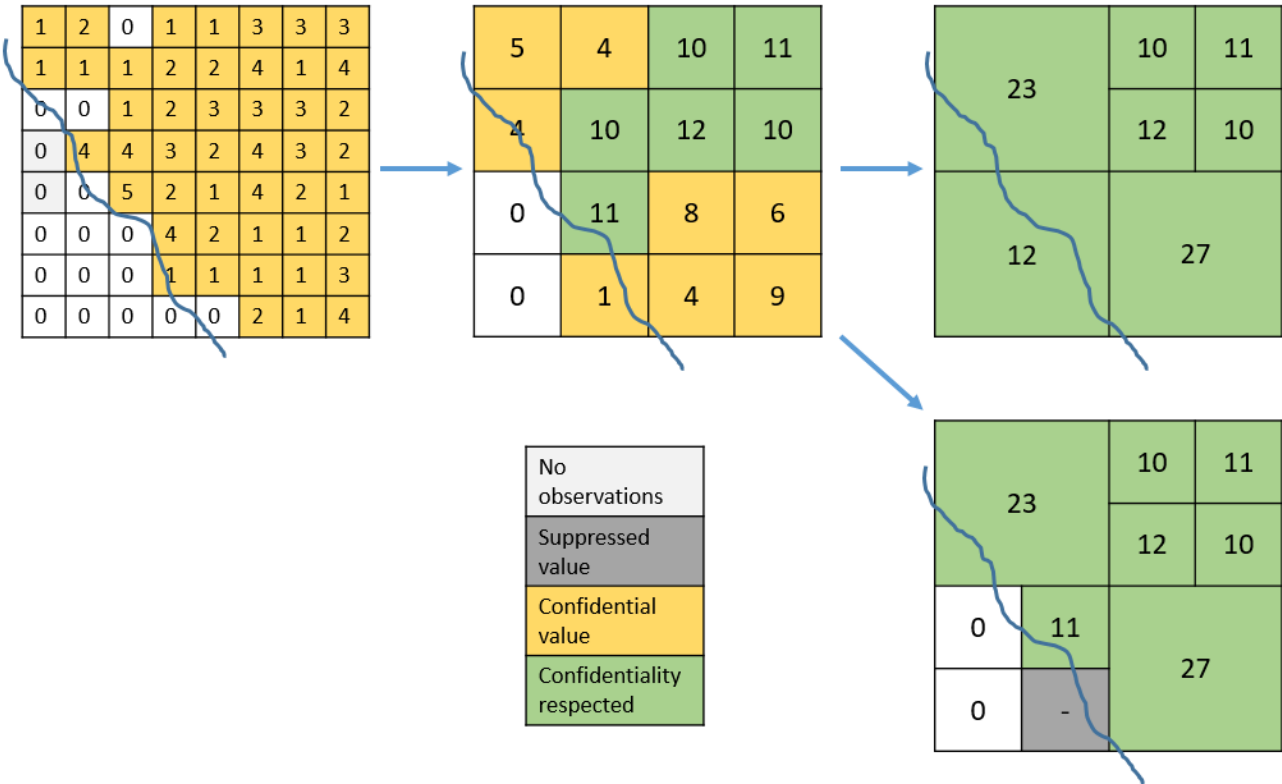 1 2 0 1 1 3 3 3
1 1 1 2 2 4 1 4
0 0 1 2 3 3 3 2
0 4 4 3 2 4 3 2
0 0 5 2 1 4 2 1
0 0 0 4 2 1 1 2
0 0 0 1 1 1 1 3
0 0 0 0 0 2 1 4
5 4 10 11
4 10 12 10
0 11 8 6
0 1 4 9
10 11
23
12 10
12 27
No
observations
Suppressed
value
Confidential
value
Confidentiality
respected
10 11
23
12 10
0 11
27
0 -